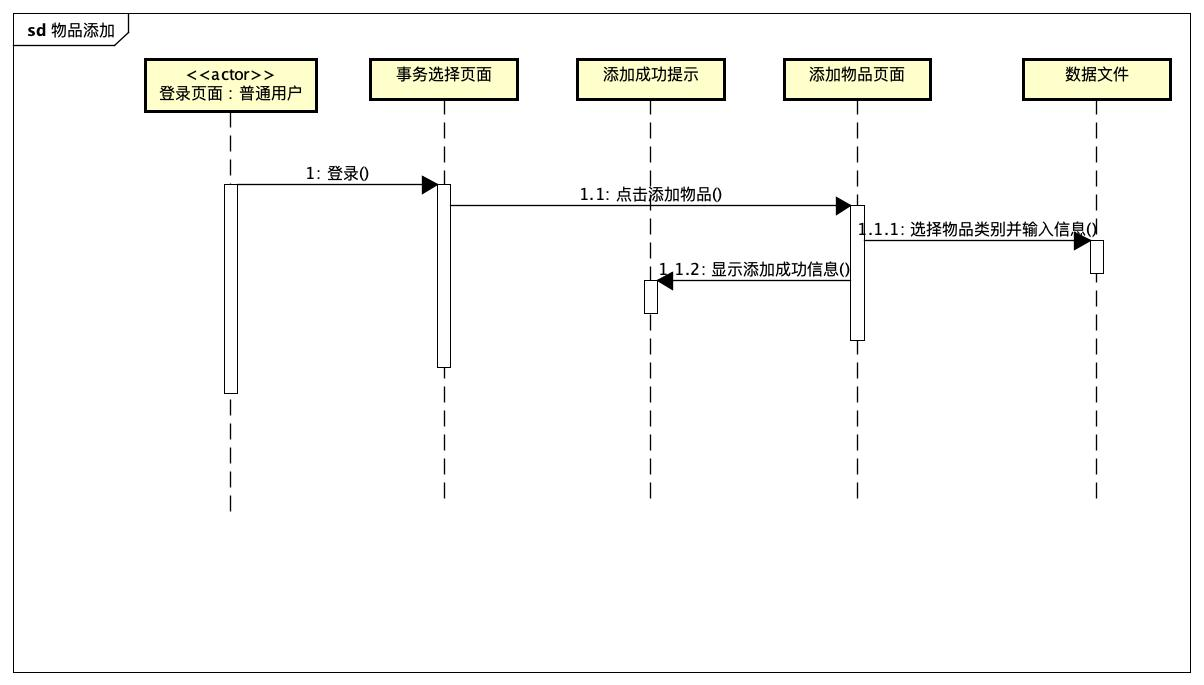 sd 物品添加
<<actor>>
登录页面 : 普通用户
事务选择页面
添加成功提示
添加物品页面
数据文件
1: 登录()
1.1: 点击添加物品()
1.1.1: 选择物品类别并输入信息()
1.1.2: 显示添加成功信息()